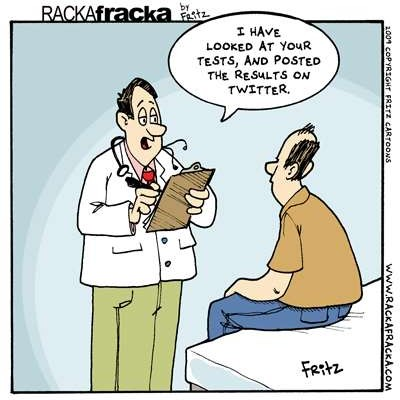 RACKAfracka by Fritz
I HAVE
LOOKED AT YOUR
TESTS, AND POSTED
THE RESULTS ON
TWITTER.
2009 COPYRIGHT FRITZ CARTOONS
WWW.RACKAFRACKA.COM
FRitZ